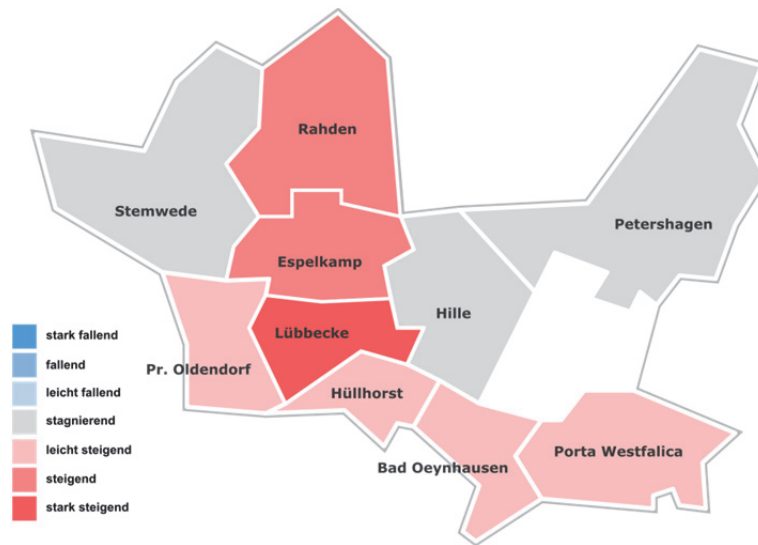 Rahden
Stemwede
Petershagen
Espelkamp
Hille
Lübbecke
Pr. Oldendorf
Hüllhorst
Bad Oeynhausen
Porta Westfalica
stark fallend
fallend
leicht fallend
stagnierend
leicht steigend
steigend
stark steigend